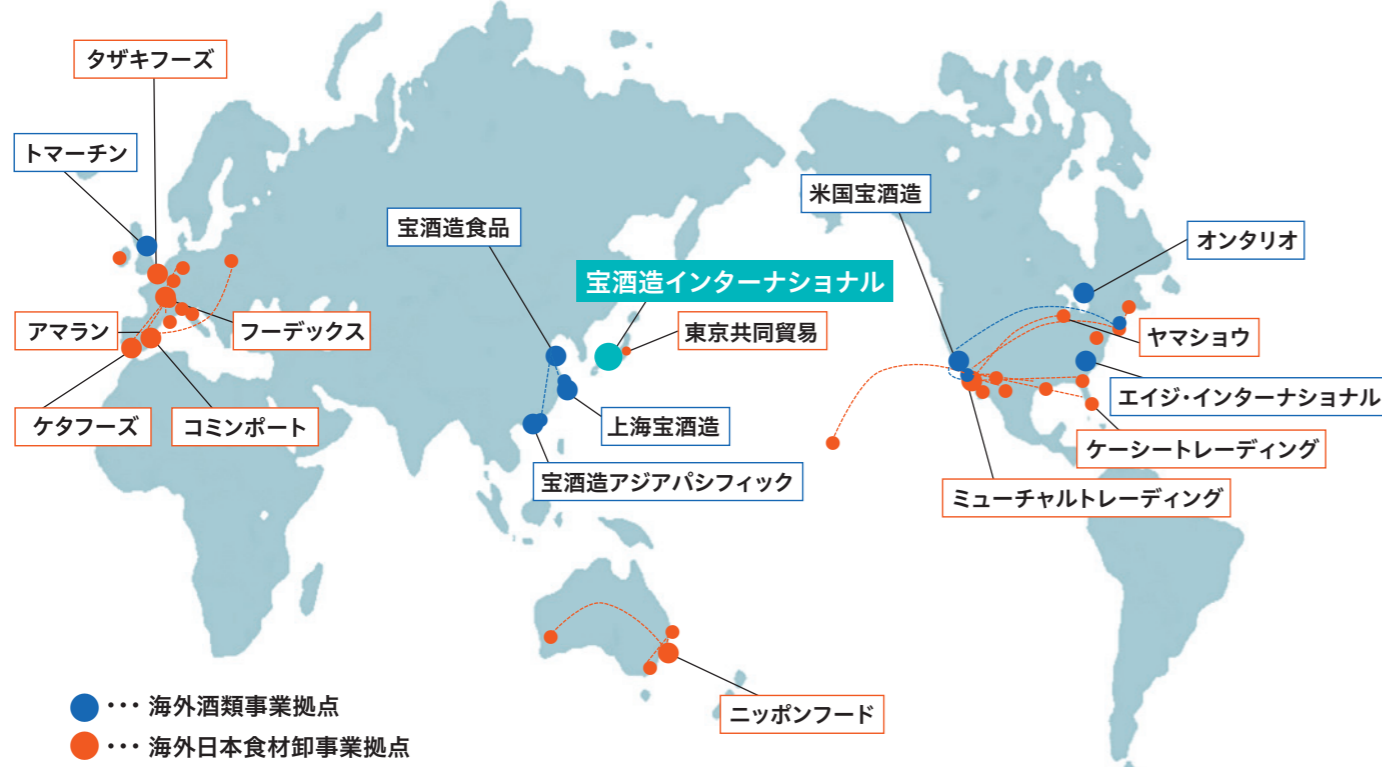 タザキフーズ
トマーチン
アマラン
フーデックス
ケタフーズ
コミンポート
宝酒造食品
宝酒造インターナショナル
東京共同貿易
上海宝酒造
宝酒造アジアパシフィック
ニッポンフード
米国宝酒造
オンタリオ
ヤマショウ
エイジ・インターナショナル
ケーシートレーディング
ミューチャルトレーディング
・・・ 海外酒類事業拠点
・・・ 海外日本食材卸事業拠点